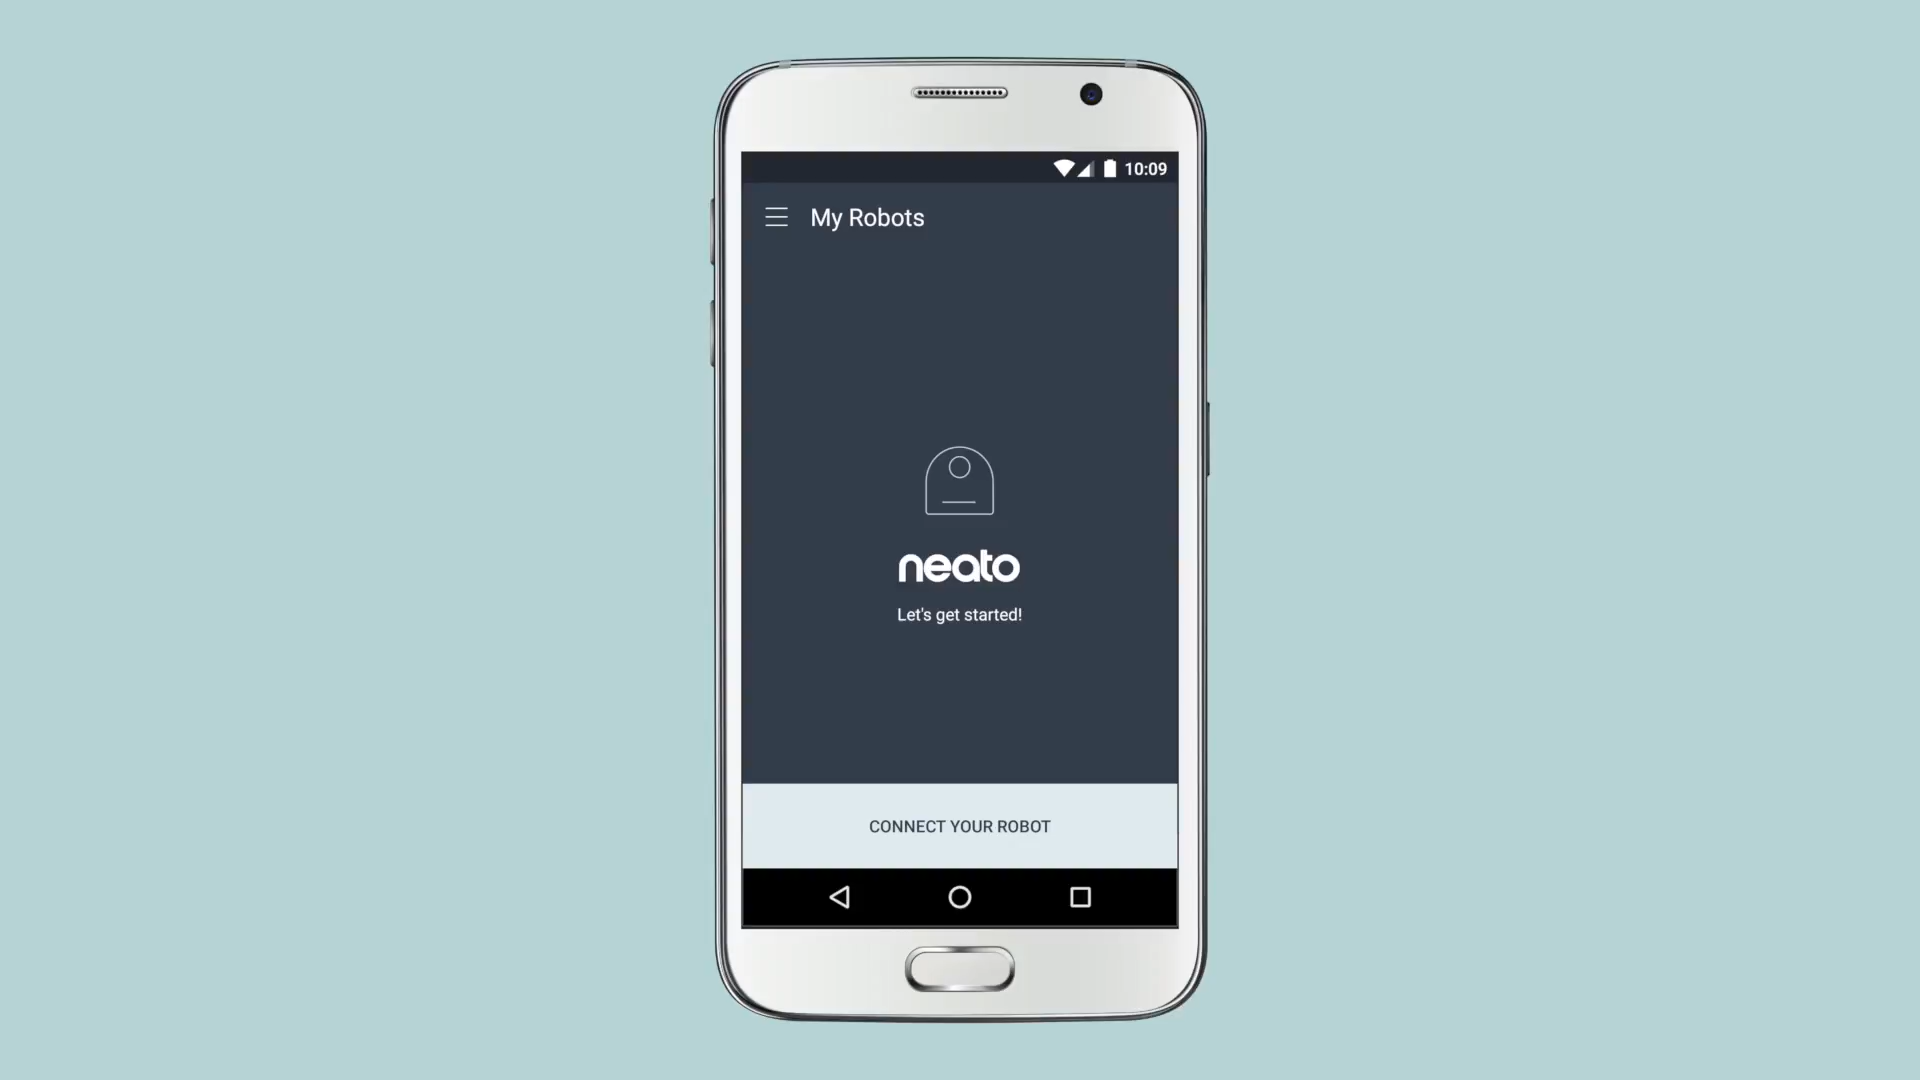 10:09
My Robots
neato
Let's get started!
CONNECT YOUR ROBOT